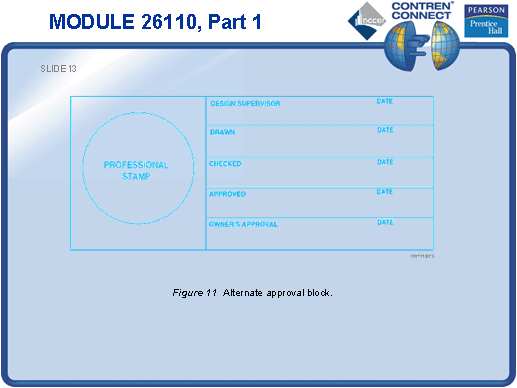 MODULE 26110, Part 1
nccer
CONTREN®
CONNECT
PEARSON
Prentice
Hall
SLIDE 13
PROFESSIONAL
STAMP
DESIGN SUPERVISOR DATE
DRAWN DATE
CHECKED DATE
APPROVED DATE
OWNER'S APPROVAL DATE
Figure 11 Alternate approval block.